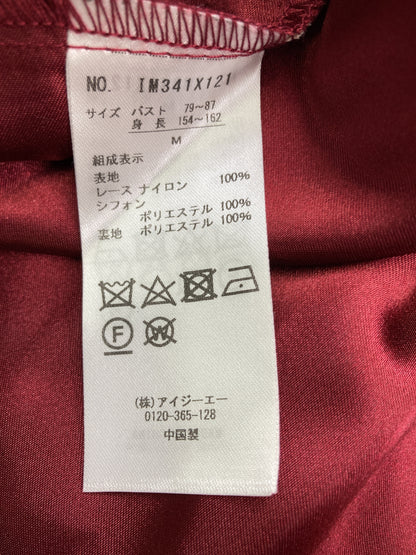 NO. IM341X121
サイズ バスト 79~87
身 長 154~162
M
組成表示
表地
レース ナイロン 100%
シフォン
ポリエステル 100%
裏地 ポリエステル 100%
F
W
(株)アイジーエー
0120-365-128
中国製